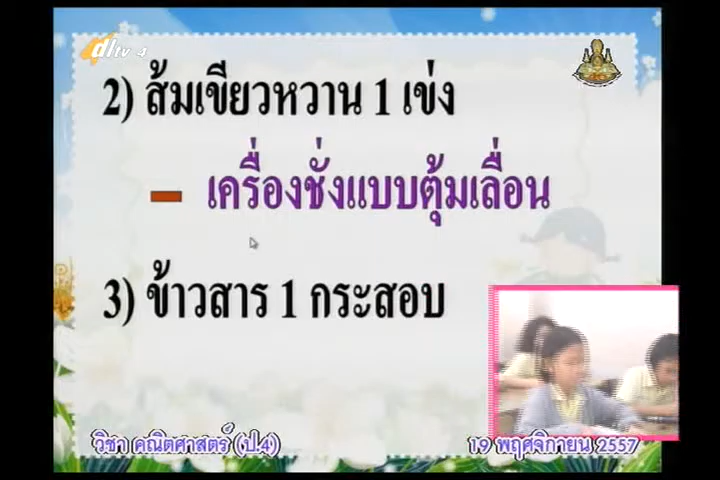 dltv 4
2) ส้มเขียวหวาน 1 เข่ง
- เครื่องชั่งแบบตุ้มเลื่อน
3) ข้าวสาร 1 กระสอบ
วิชา คณิตศาสตร์ (ป.4)
19 พฤศจิกายน 2557